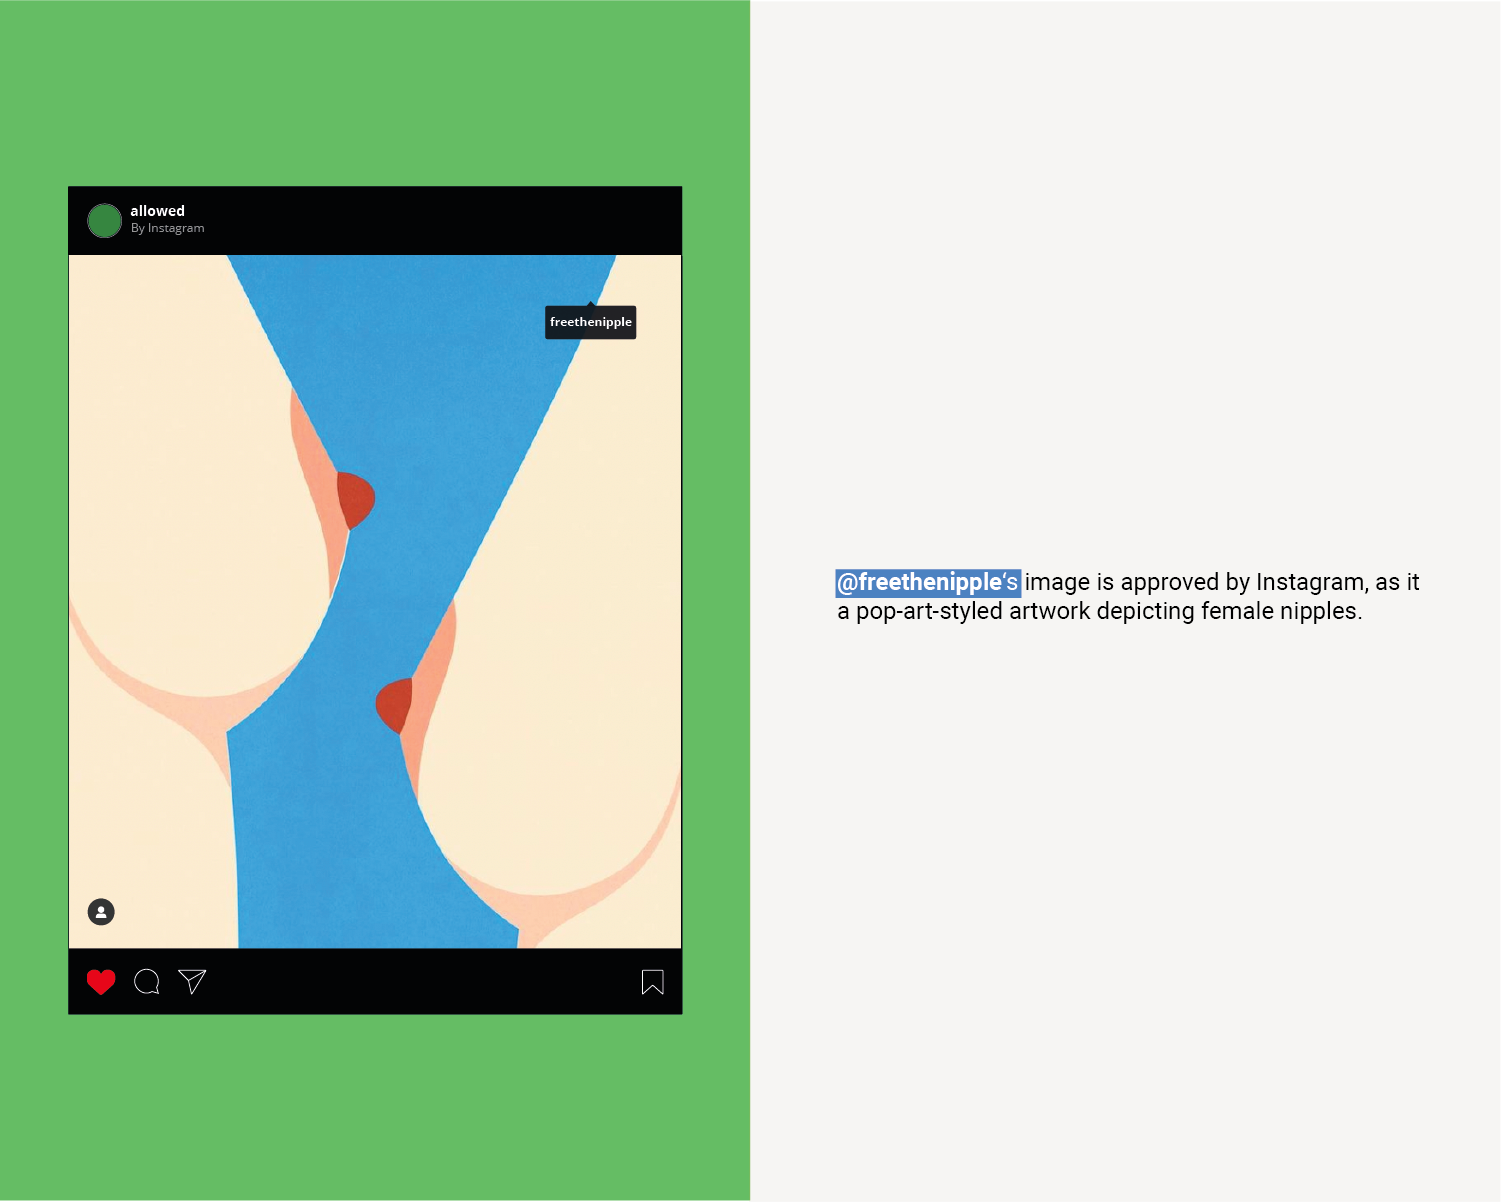 allowed
By Instagram
freethenipple
@freethenipple‘s image is approved by Instagram, as it
a pop-art-styled artwork depicting female nipples.